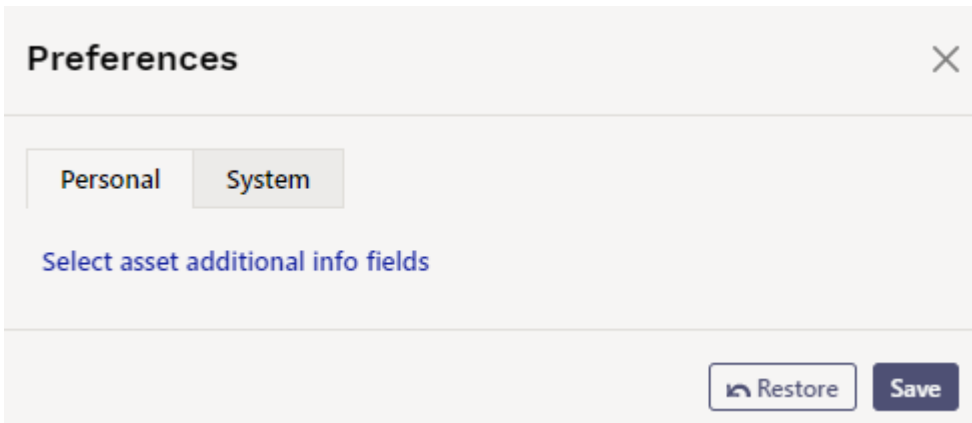 Preferences
Personal System
Select asset additional info fields
Restore Save